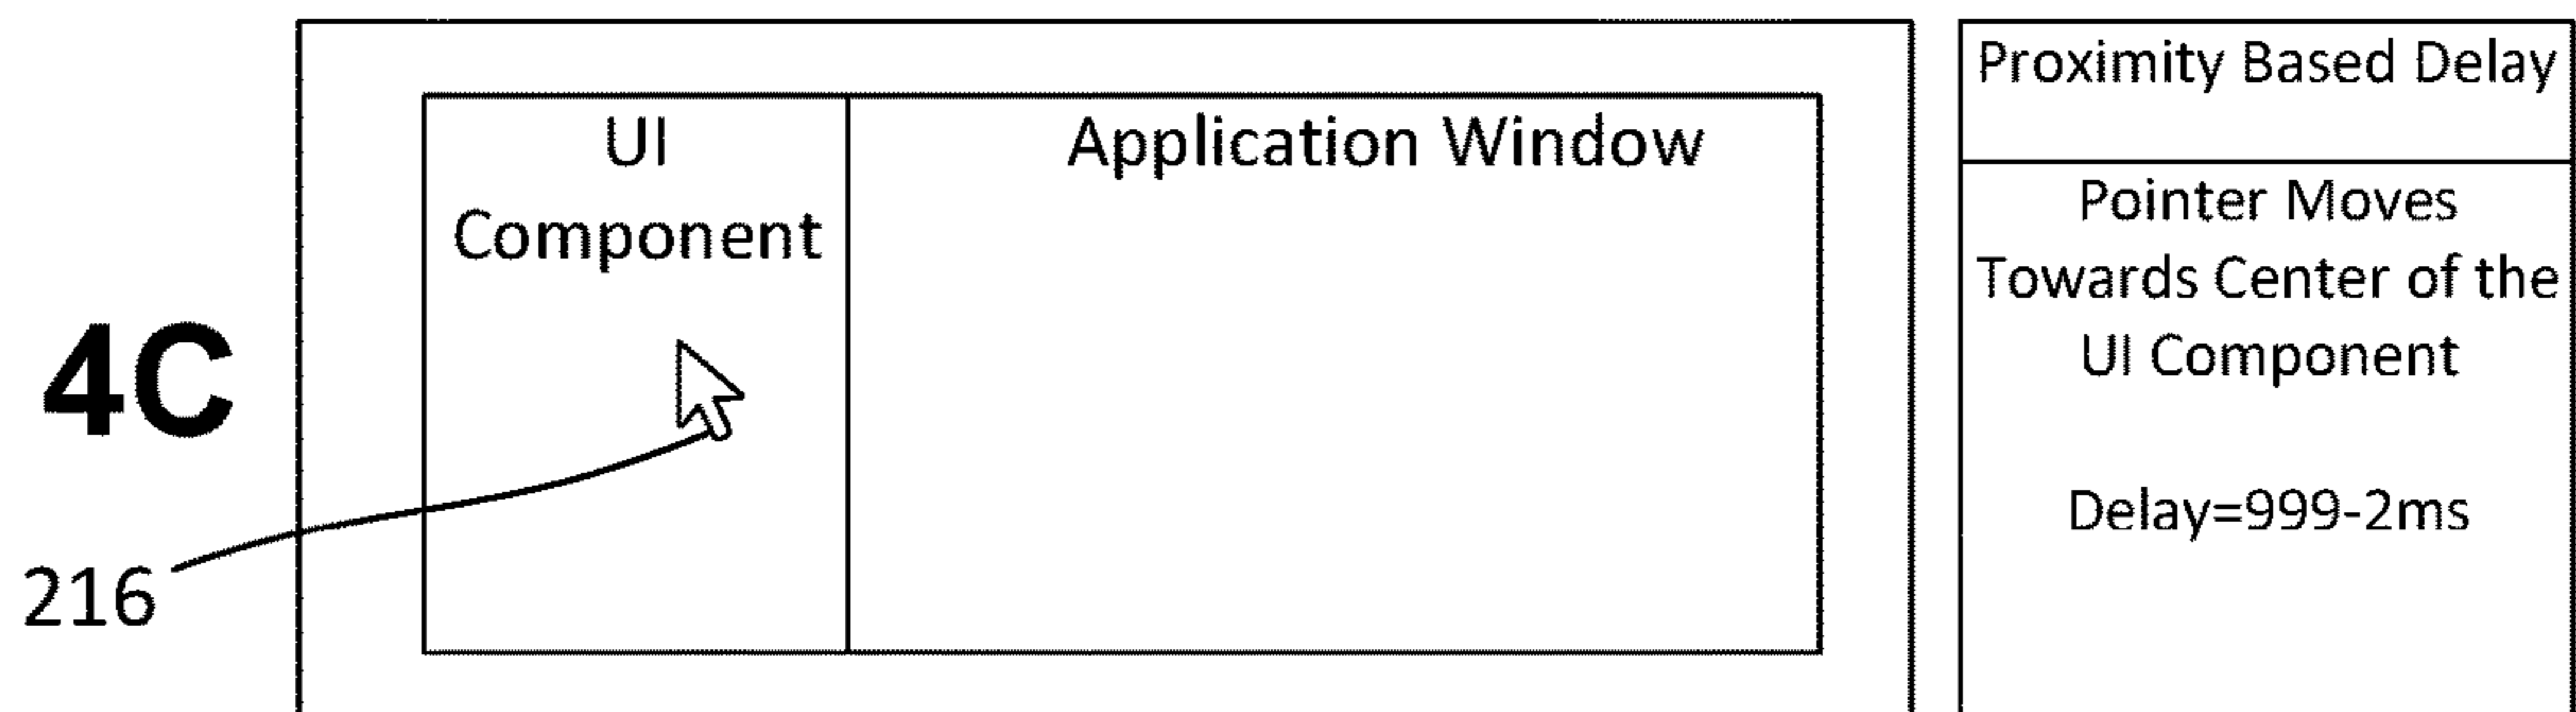 4C
216
UI
Component
Application Window
Proximity Based Delay
Pointer Moves
Towards Center of the
UI Component
Delay=999-2ms